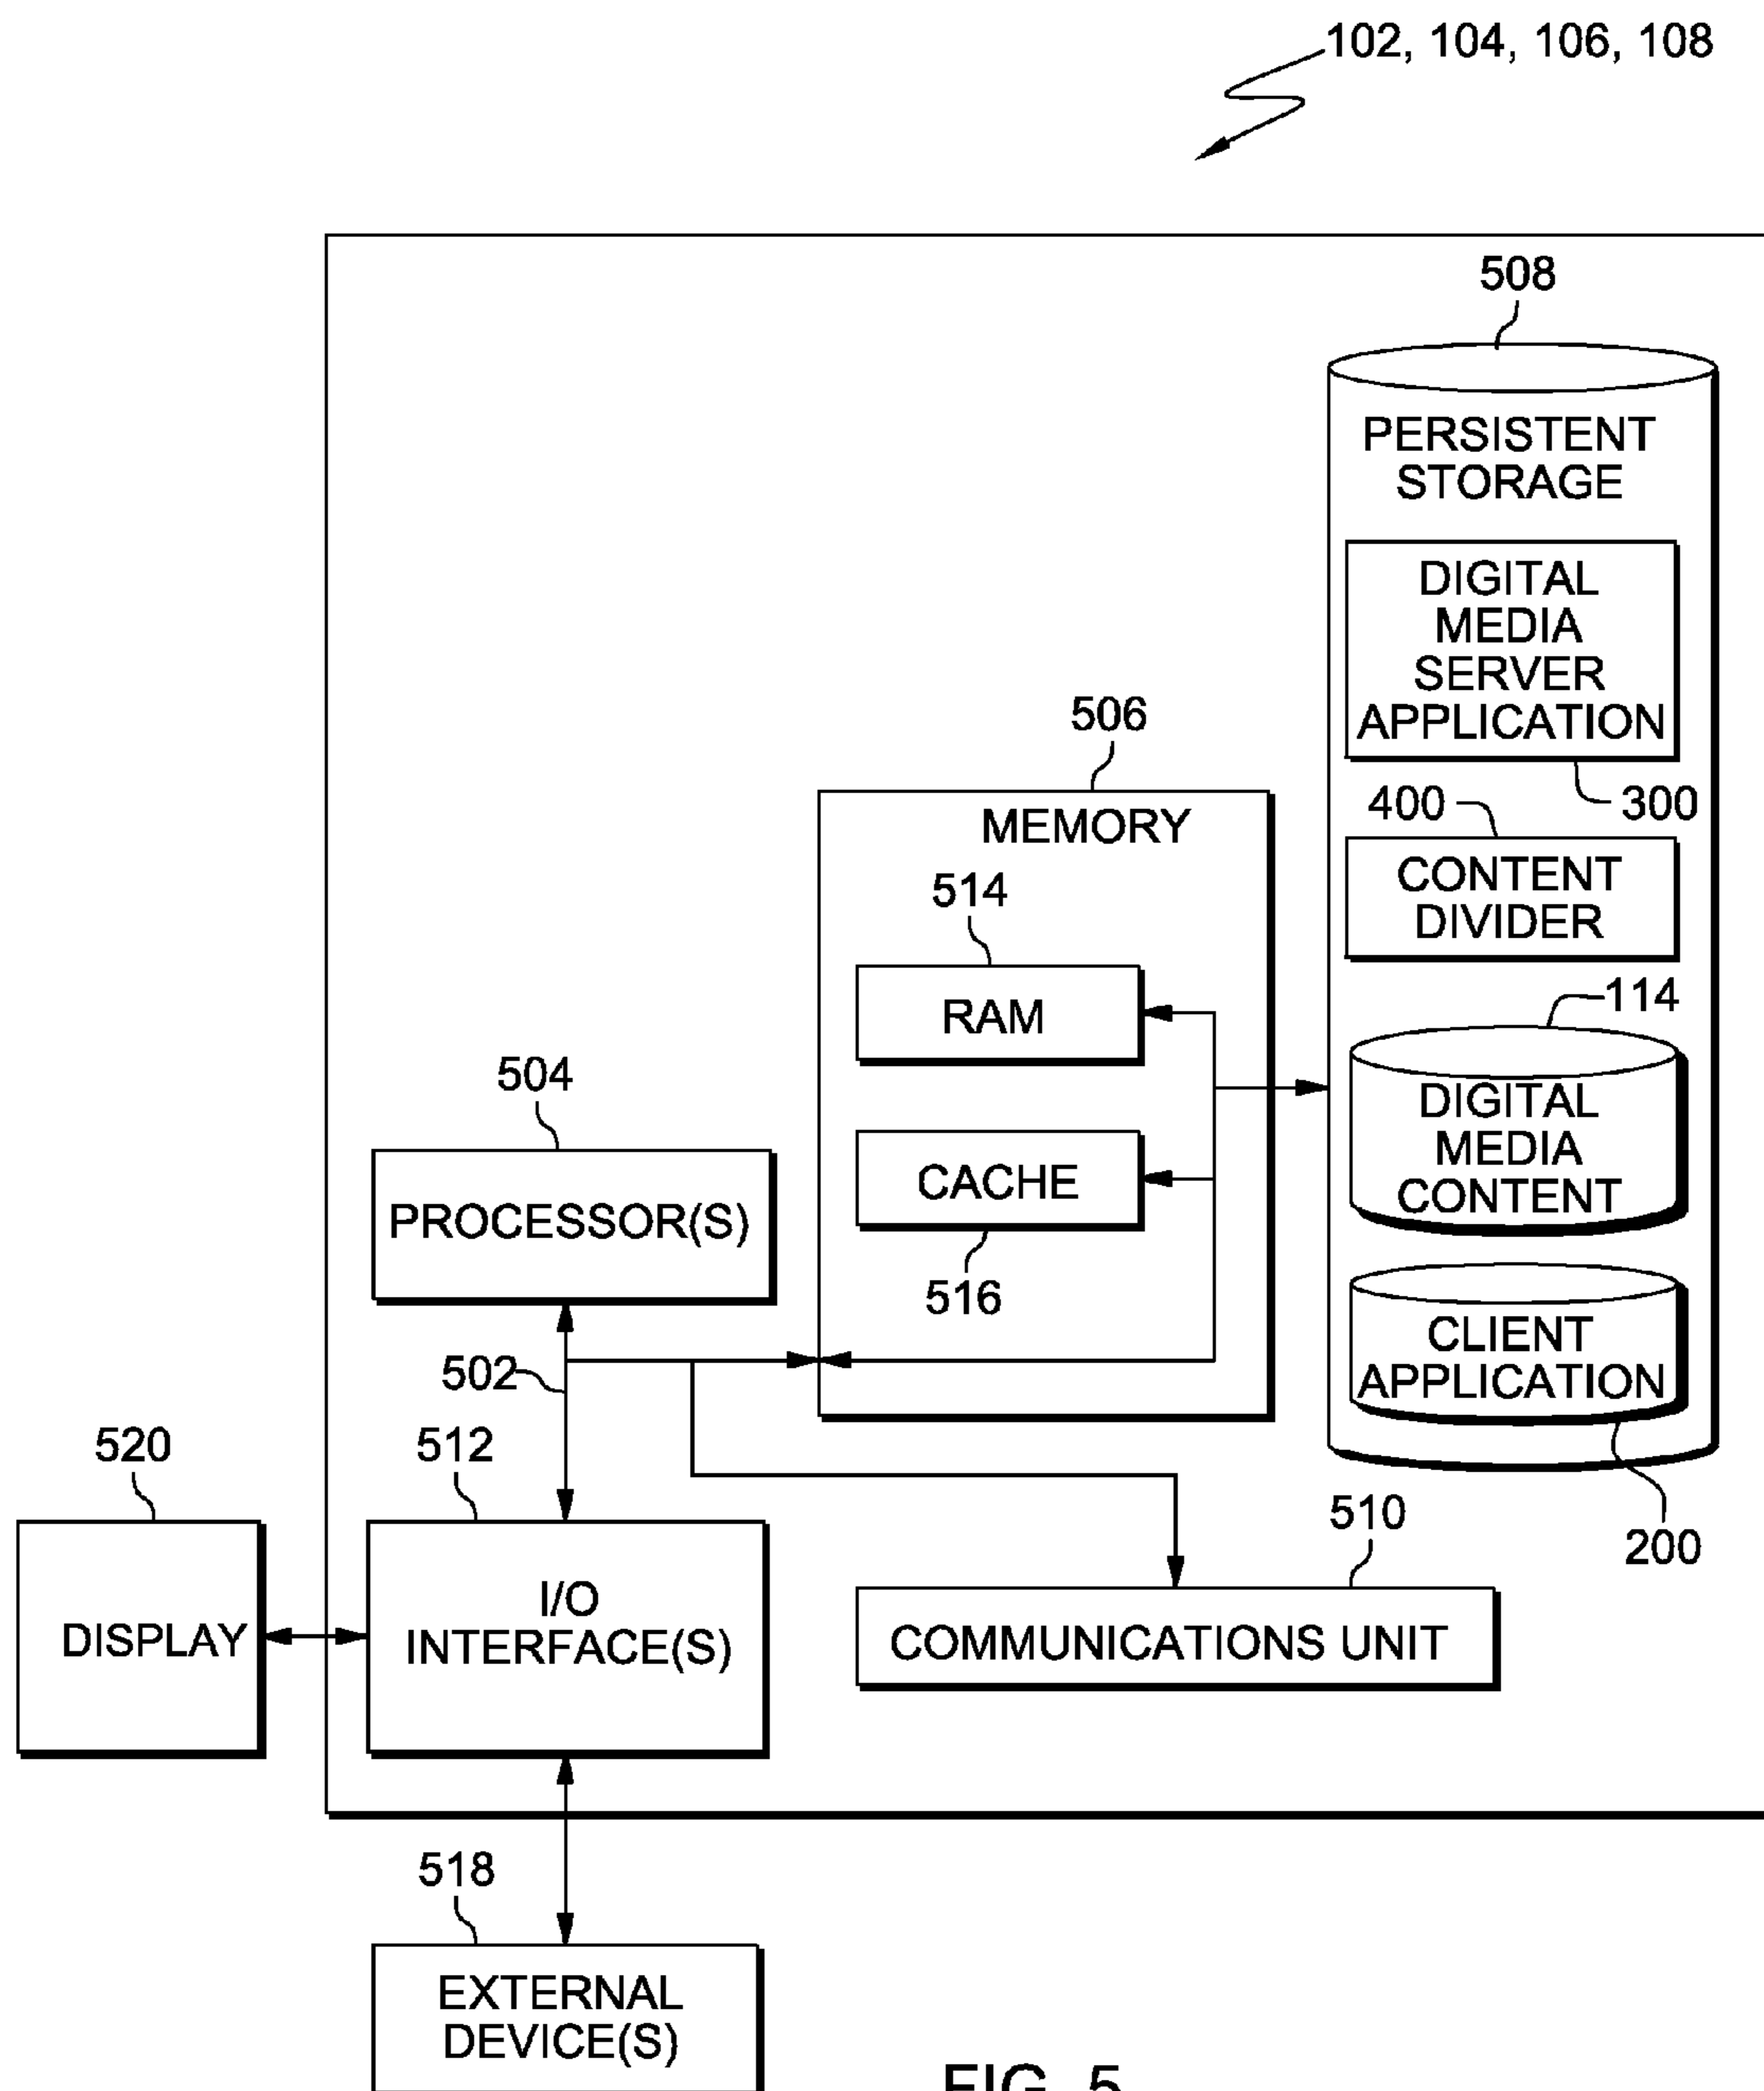 102, 104, 106, 108
508
PERSISTENT
STORAGE
DIGITAL
MEDIA
SERVER
APPLICATION
300
400
CONTENT
DIVIDER
114
DIGITAL
MEDIA
CONTENT
CLIENT
APPLICATION
200
506
MEMORY
514
RAM
CACHE
516
504
PROCESSOR(S)
502
520
DISPLAY
512
I/O
INTERFACE(S)
510
COMMUNICATIONS UNIT
518
EXTERNAL
DEVICE(S)
FIG. 5